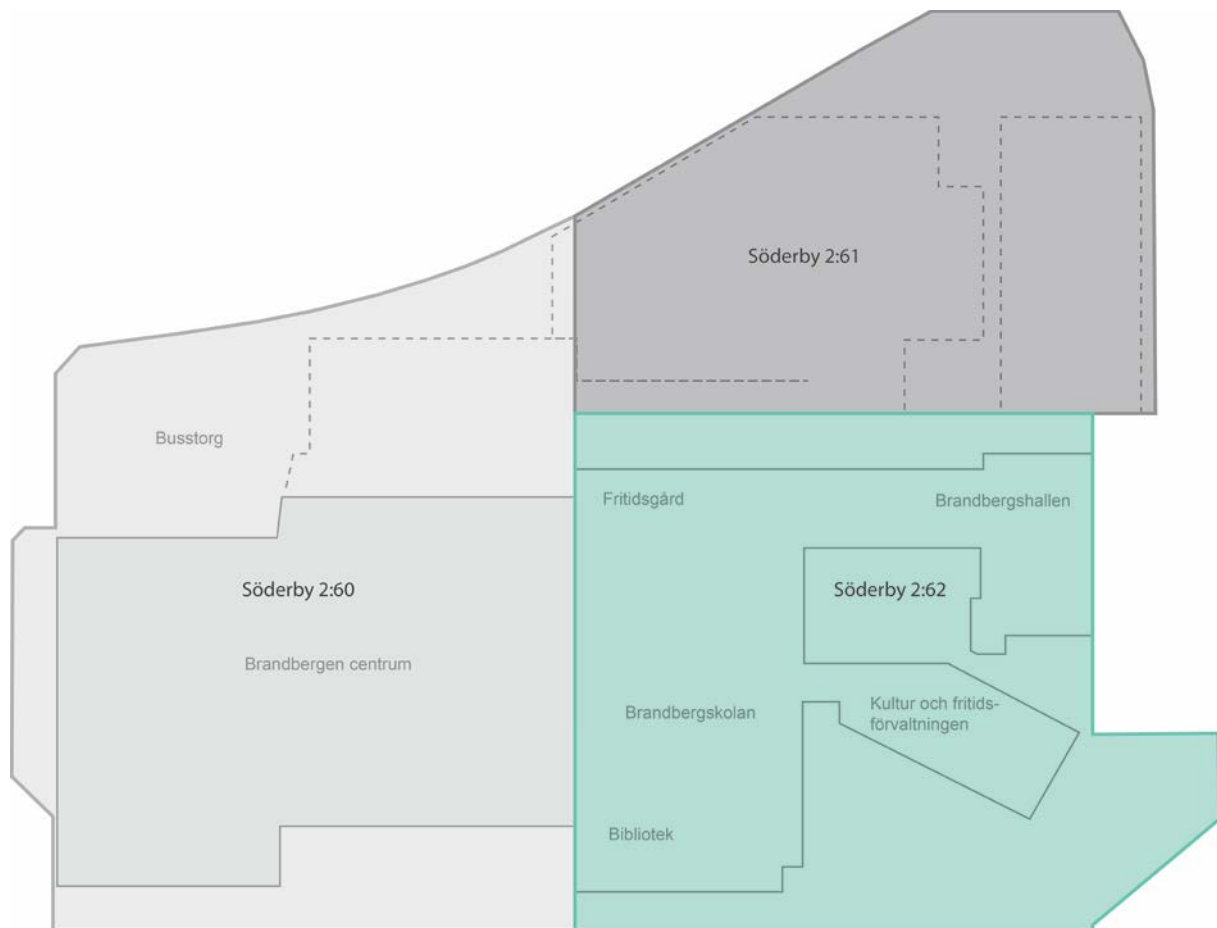 Söderby 2:61
Busstorg
Fritidsgård
Brandbergshallen
Söderby 2:60
Söderby 2:62
Brandbergen centrum
Brandbergskolan
Kultur och fritids-
förvaltningen
Bibliotek